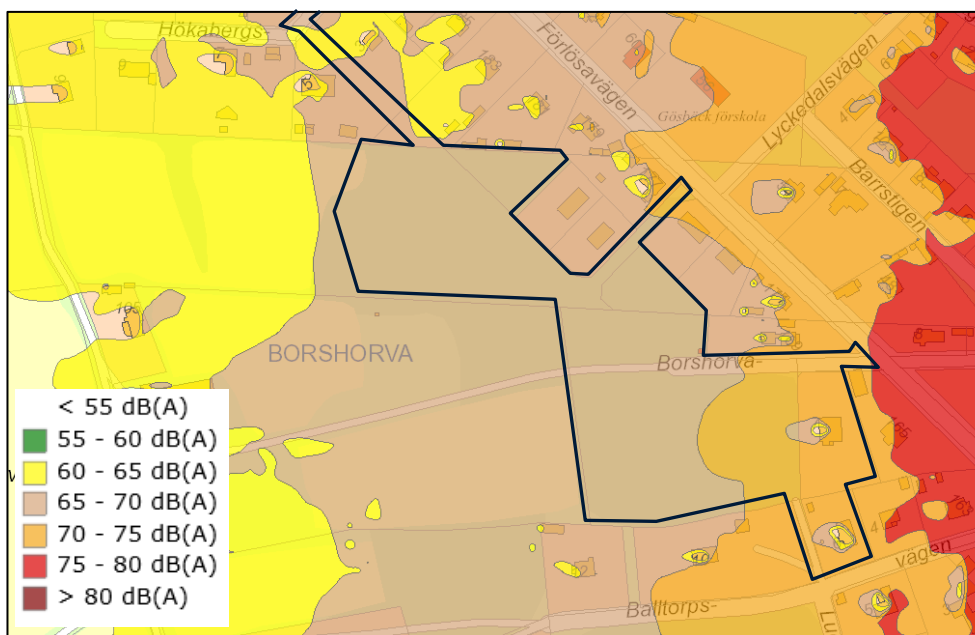 Hökabergs-
Förlösavägen
Lyckedalsvägen
Gösbäck förskola
Barrstigen
BORSHORVA
Borshorva-
< 55 dB(A)
55 - 60 dB(A)
60 - 65 dB(A)
65 - 70 dB(A)
70 - 75 dB(A)
75 - 80 dB(A)
> 80 dB(A)
vägen
Balltorps-
Lu